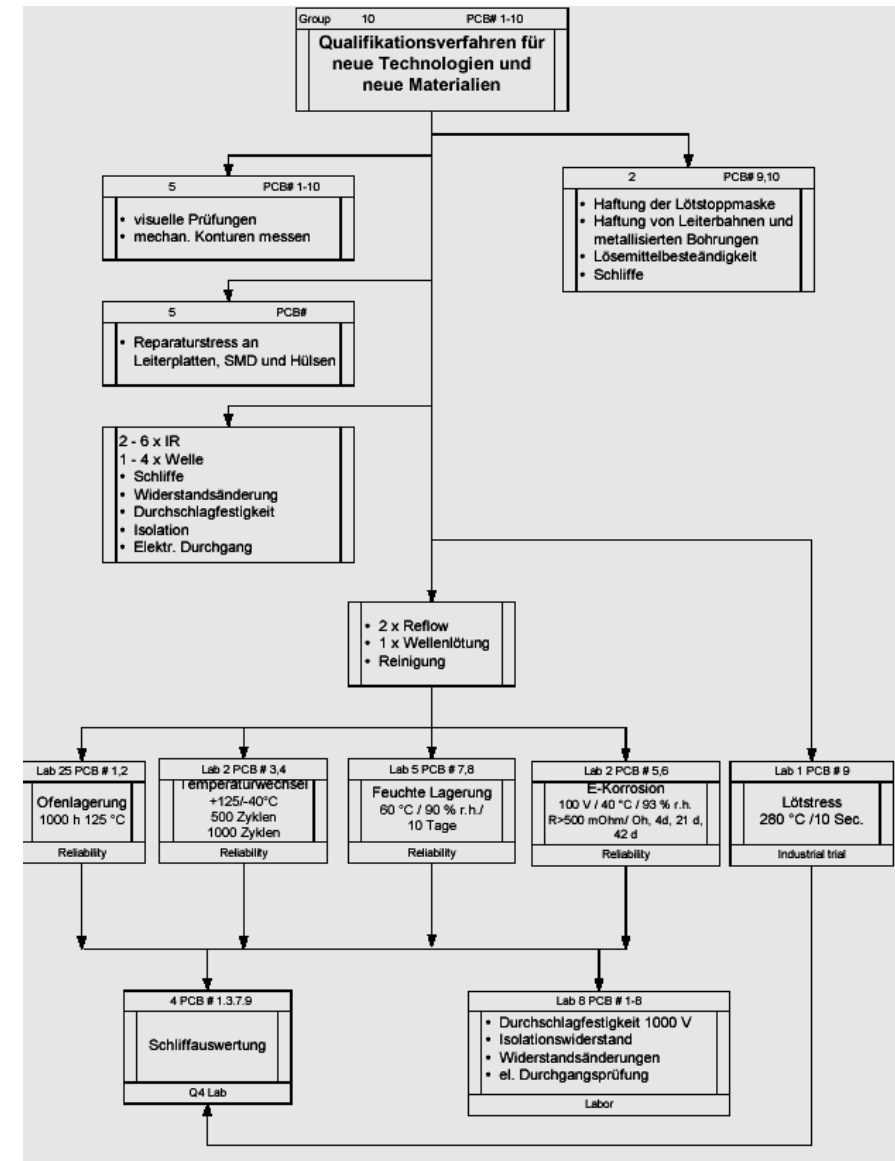 Group 10 PCB# 1-10
Qualifikationsverfahren für
neue Technologien und
neue Materialien
5 PCB# 1-10
• visuelle Prüfungen
• mechan. Konturen messen
2 PCB# 9,10
• Haftung der Lötstoppmaske
• Haftung von Leiterbahnen und
metallisierten Bohrungen
• Lösemittelbeständigkeit
• Schliffe
5 PCB#
• Reparaturstress an
Leiterplatten, SMD und Hülsen
2 - 6 x IR
1 - 4 x Welle
• Schliffe
• Widerstandsänderung
• Durchschlagfestigkeit
• Isolation
• Elektr. Durchgang
• 2 x Reflow
• 1 x Wellenlötung
• Reinigung
Lab 25 PCB # 1,2
Ofenlagerung
1000 h 125 °C
Reliability
Lab 2 PCB # 3,4
Temperaturwechsel
+125/-40°C
500 Zyklen
1000 Zyklen
Reliability
Lab 5 PCB # 7,8
Feuchte Lagerung
60 °C / 90 % r.h./
10 Tage
Reliability
Lab 2 PCB # 5,6
E-Korrosion
100 V / 40 °C / 93 % r.h.
R>500 mOhm/ Oh, 4d, 21 d,
42 d
Reliability
Lab 1 PCB # 9
Lötstress
280 °C /10 Sec.
Industrial trial
4 PCB # 1.3.7.9
Schliffauswertung
Q4 Lab
Lab 8 PCB # 1-8
• Durchschlagfestigkeit 1000 V
• Isolationswiderstand
• Widerstandsänderungen
• el. Durchgangsprüfung
Labor